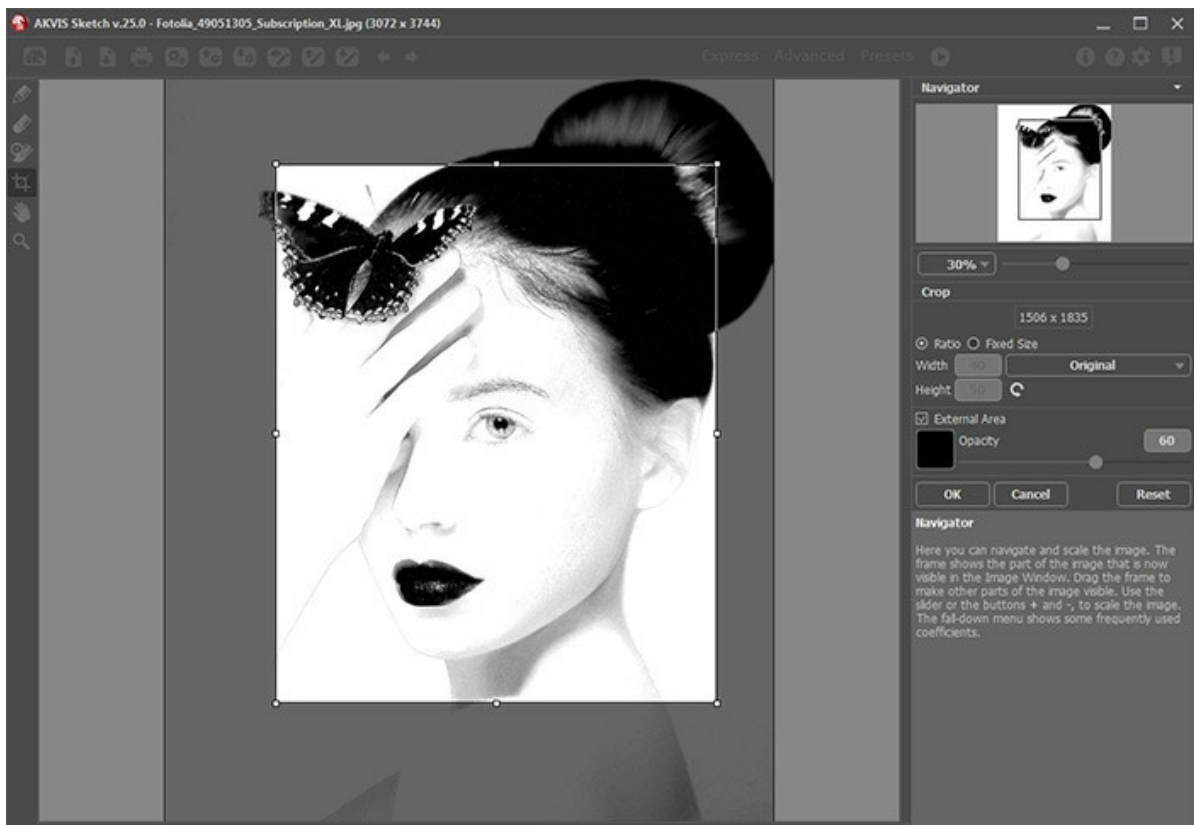 AKVIS Sketch v.25.0 - Fotolia_49051305_Subscription_XL.jpg (3072 x 3744)
Express Advanced Presets
Navigator
30%
Crop
1506 x 1835
Ratio Fixed Size
Width 40 Original
Height 50
External Area
Opacity 60
OK Cancel Reset
Navigator
Here you can navigate and scale the image. The
frame shows the part of the image that is now
visible in the Image Window. Drag the frame to
make other parts of the image visible. Use the
slider or the buttons + and -, to scale the image.
The fall-down menu shows some frequently used
coefficients.